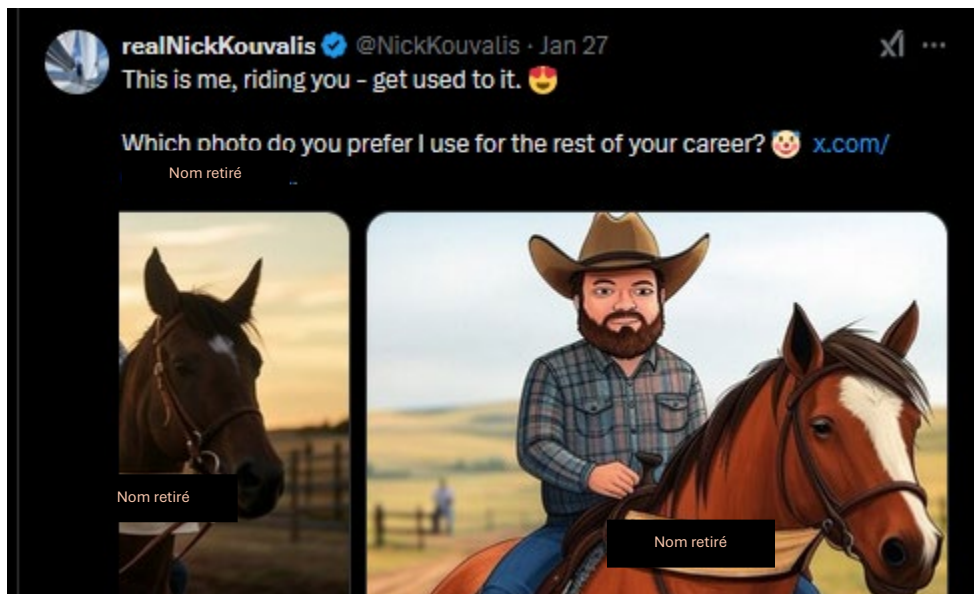 realNickKouvalis @NickKouvalis · Jan 27
This is me, riding you – get used to it. 😍
Which photo do you prefer I use for the rest of your career? 🤡 x.com/
Nom retiré
...
Nom retiré
Nom retiré